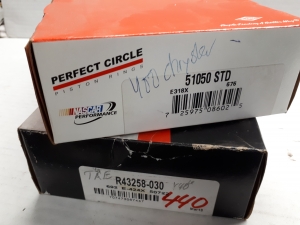 PERFECT CIRCLE
PISTON RINGS
400 chrysler
51050 STD
E318X
676
7 25975 08602 5
NASCAR
PERFORMANCE
TRE
R43258-030
440